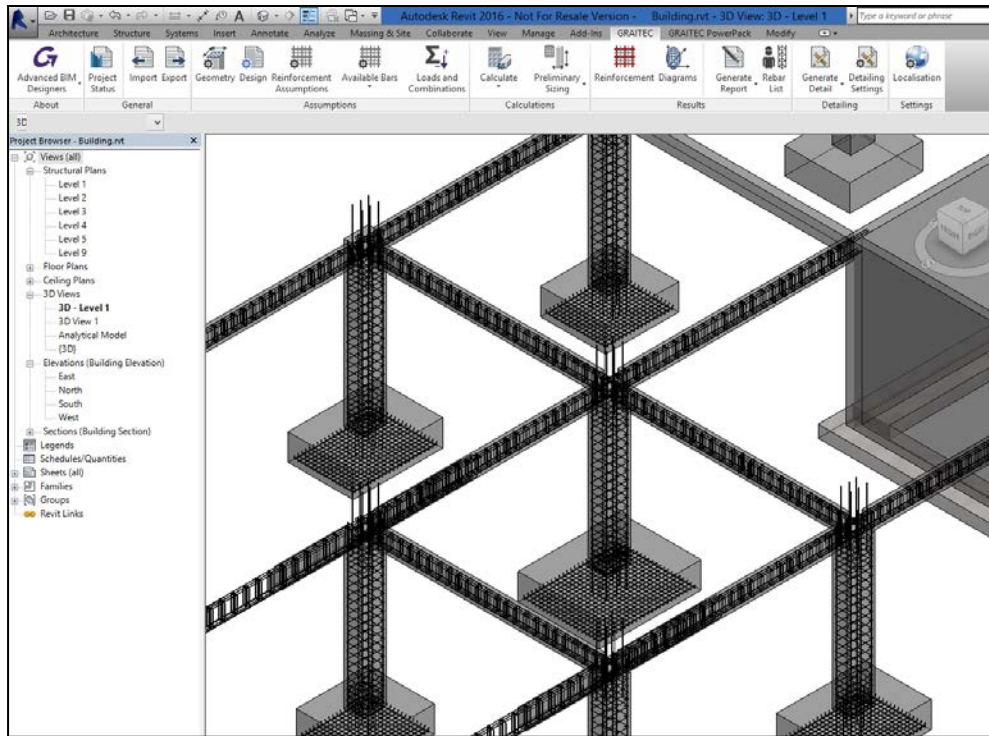 Autodesk Revit 2016 - Not For Resale Version - Building.rvt - 3D View: 3D - Level 1 Type a keyword or phrase
Architecture Structure Systems Insert Annotate Analyze Massing & Site Collaborate View Manage Add-Ins GRAITEC GRAITEC PowerPack Modify
Advanced BIM Project Import Export Geometry Design Reinforcement Available Bars Loads and Calculate Preliminary Reinforcement Diagrams Generate Rebar Generate Detailing Localisation
Designers Status Assumptions Combinations Sizing Report List Detail Settings
About General Assumptions Calculations Results Detailing Settings
3D
Project Browser - Building.rvt X
Views (all)
Structural Plans
Level 1
Level 2
Level 3
Level 4
Level 5
Level 9
Floor Plans
Ceiling Plans
3D Views
3D - Level 1
3D View 1
Analytical Model
{3D}
Elevations (Building Elevation)
East
North
South
West
Sections (Building Section)
Legends
Schedules/Quantities
Sheets (all)
Families
Groups
Revit Links